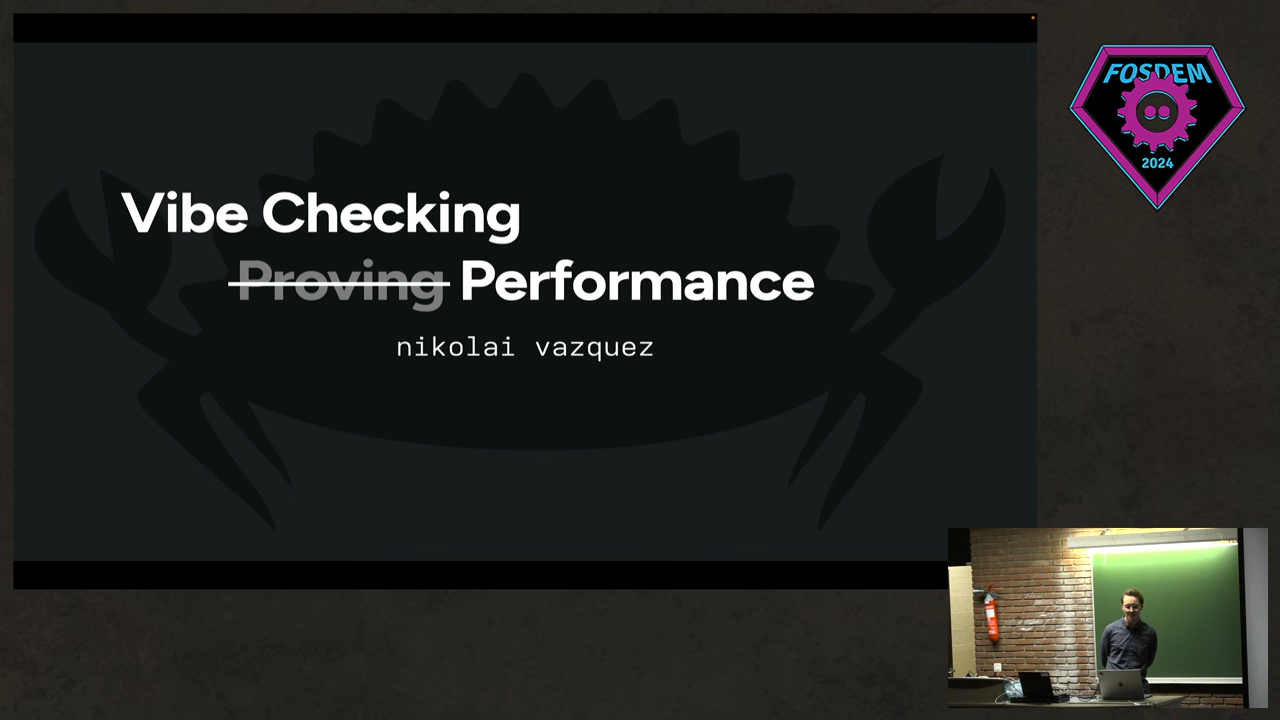 Vibe Checking
Proving Performance
nikolai vazquez
FOSDEM
2024